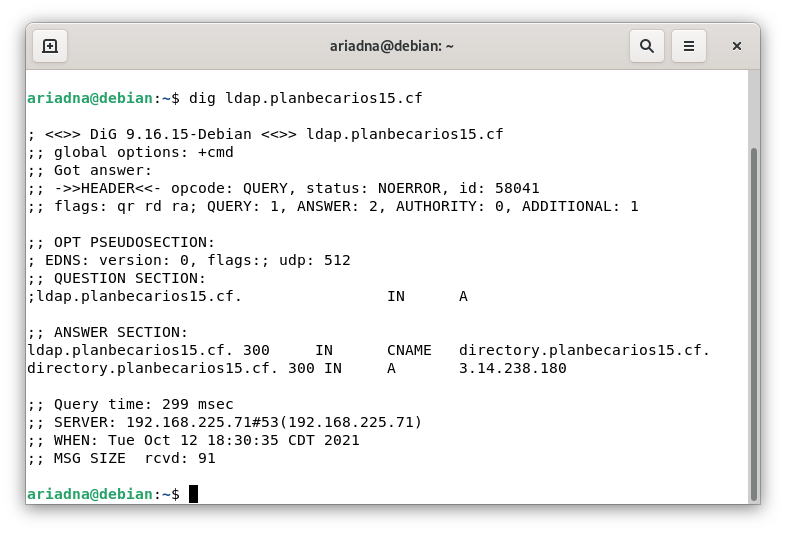 ariadna@debian: ~
ariadna@debian:~$ dig ldap.planbecarios15.cf
; <<>> DiG 9.16.15-Debian <<>> ldap.planbecarios15.cf
;; global options: +cmd
;; Got answer:
;; ->>HEADER<<- opcode: QUERY, status: NOERROR, id: 58041
;; flags: qr rd ra; QUERY: 1, ANSWER: 2, AUTHORITY: 0, ADDITIONAL: 1
;; OPT PSEUDOSECTION:
; EDNS: version: 0, flags:; udp: 512
;; QUESTION SECTION:
;ldap.planbecarios15.cf.                IN      A
;; ANSWER SECTION:
ldap.planbecarios15.cf. 300     IN      CNAME   directory.planbecarios15.cf.
directory.planbecarios15.cf. 300 IN     A       3.14.238.180
;; Query time: 299 msec
;; SERVER: 192.168.225.71#53(192.168.225.71)
;; WHEN: Tue Oct 12 18:30:35 CDT 2021
;; MSG SIZE  rcvd: 91
ariadna@debian:~$